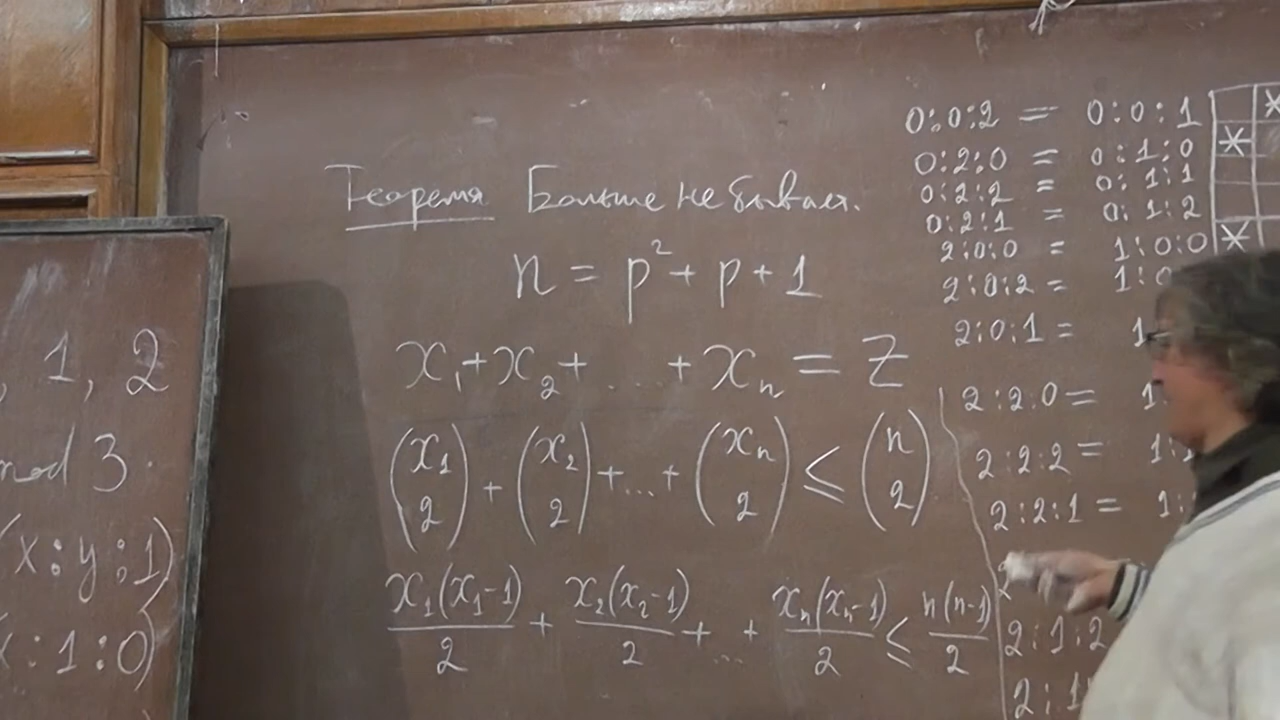 Теорема Больше не бывает.
n = p² + p + 1
x₁ + x₂ + ... + xₙ = z
(x₁ 2) + (x₂ 2) + ... + (xₙ 2) ≤ (n 2)
x₁(x₁-1)/2 + x₂(x₂-1)/2 + ... + xₙ(xₙ-1)/2 ≤ n(n-1)/2
0:0:2 = 0:0:1
0:2:0 = 0:1:0
0:2:2 = 0:1:1
0:2:1 = 0:1:2
2:0:0 = 1:0:0
2:0:2 = 1:0
2:0:1 = 1
2:2:0 = 1
2:2:2 = 1:
2:2:1 = 1:
2
2:1:2
2:1
, 1, 2
mod 3.
(x:y:1)
x:1:0)